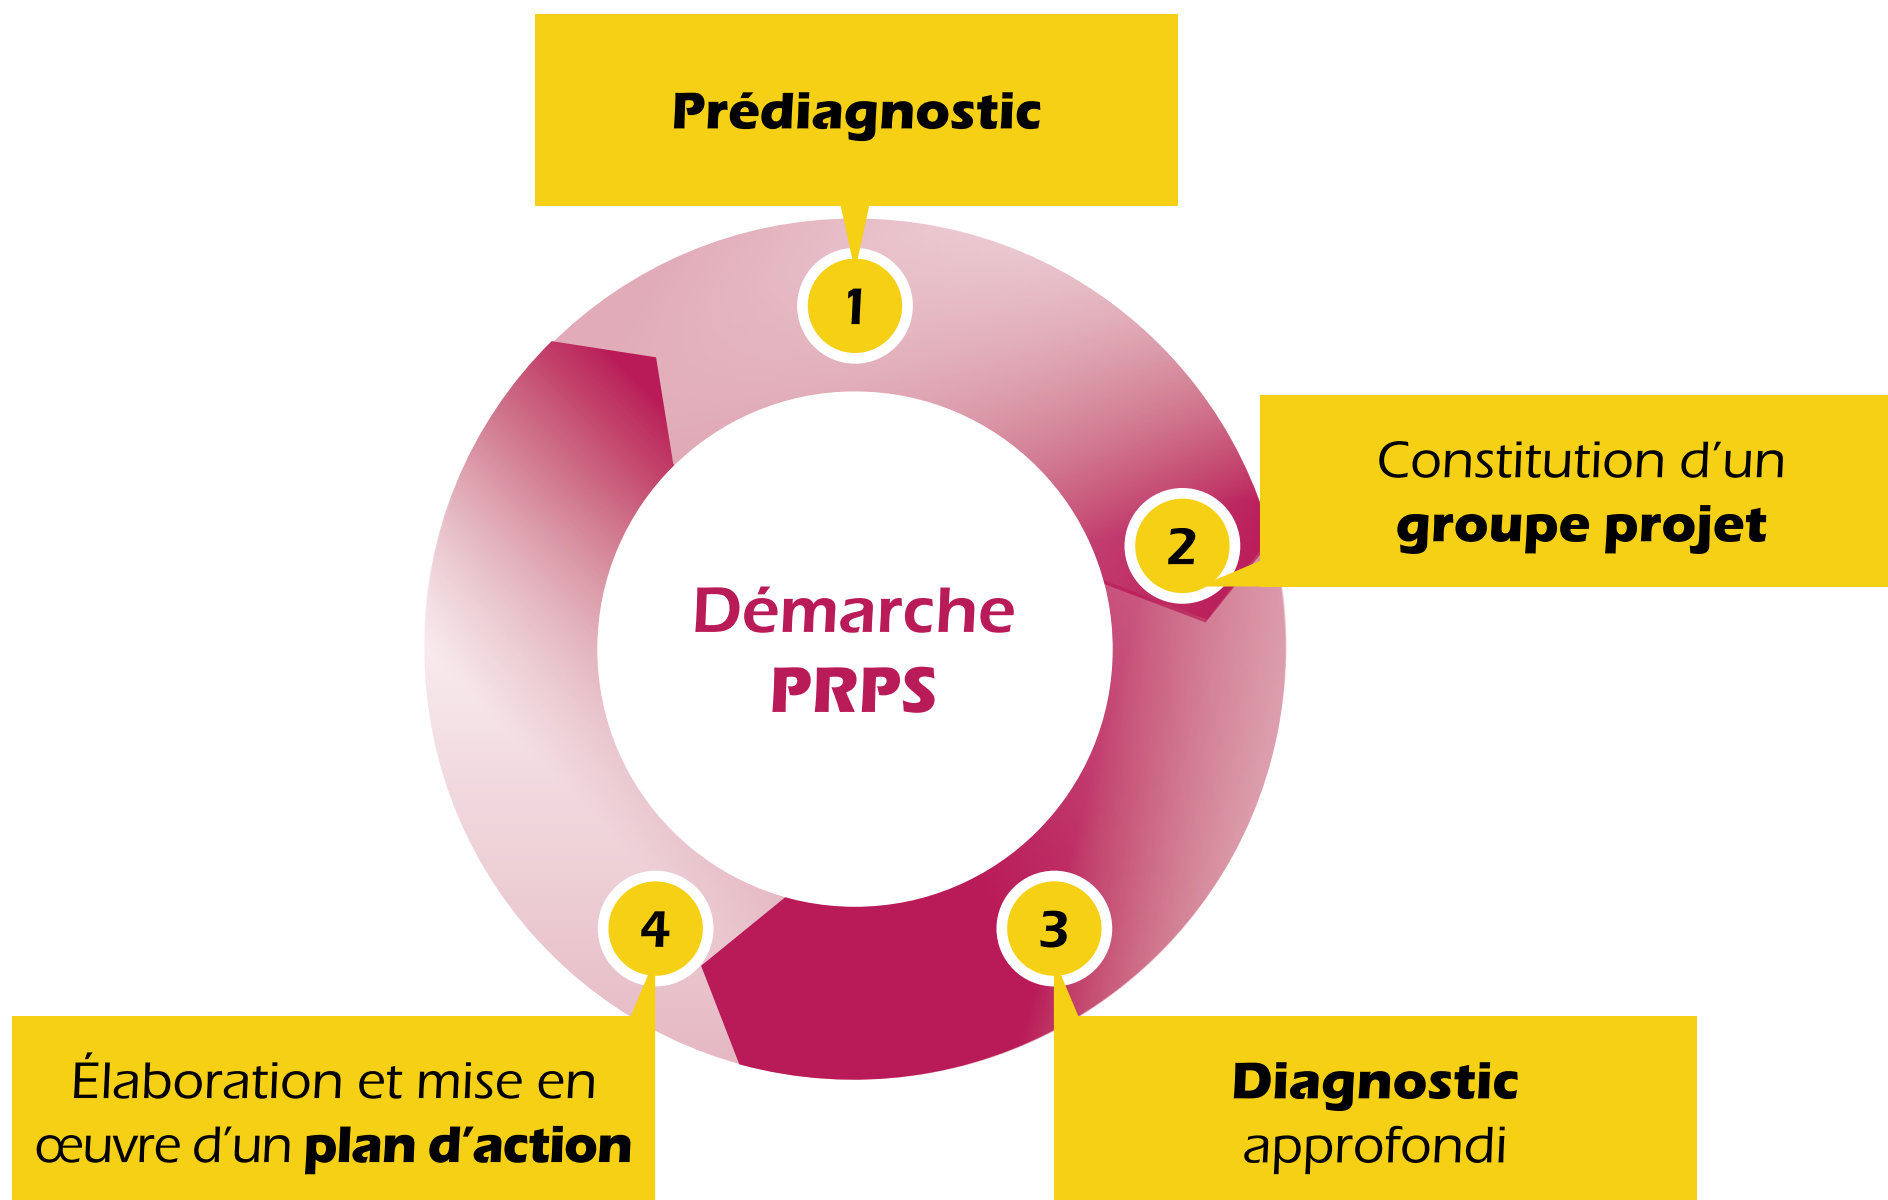 Prédiagnostic
1
Constitution d’un
groupe projet
2
Démarche
PRPS
3
Diagnostic
approfondi
4
Élaboration et mise en
œuvre d’un plan d’action